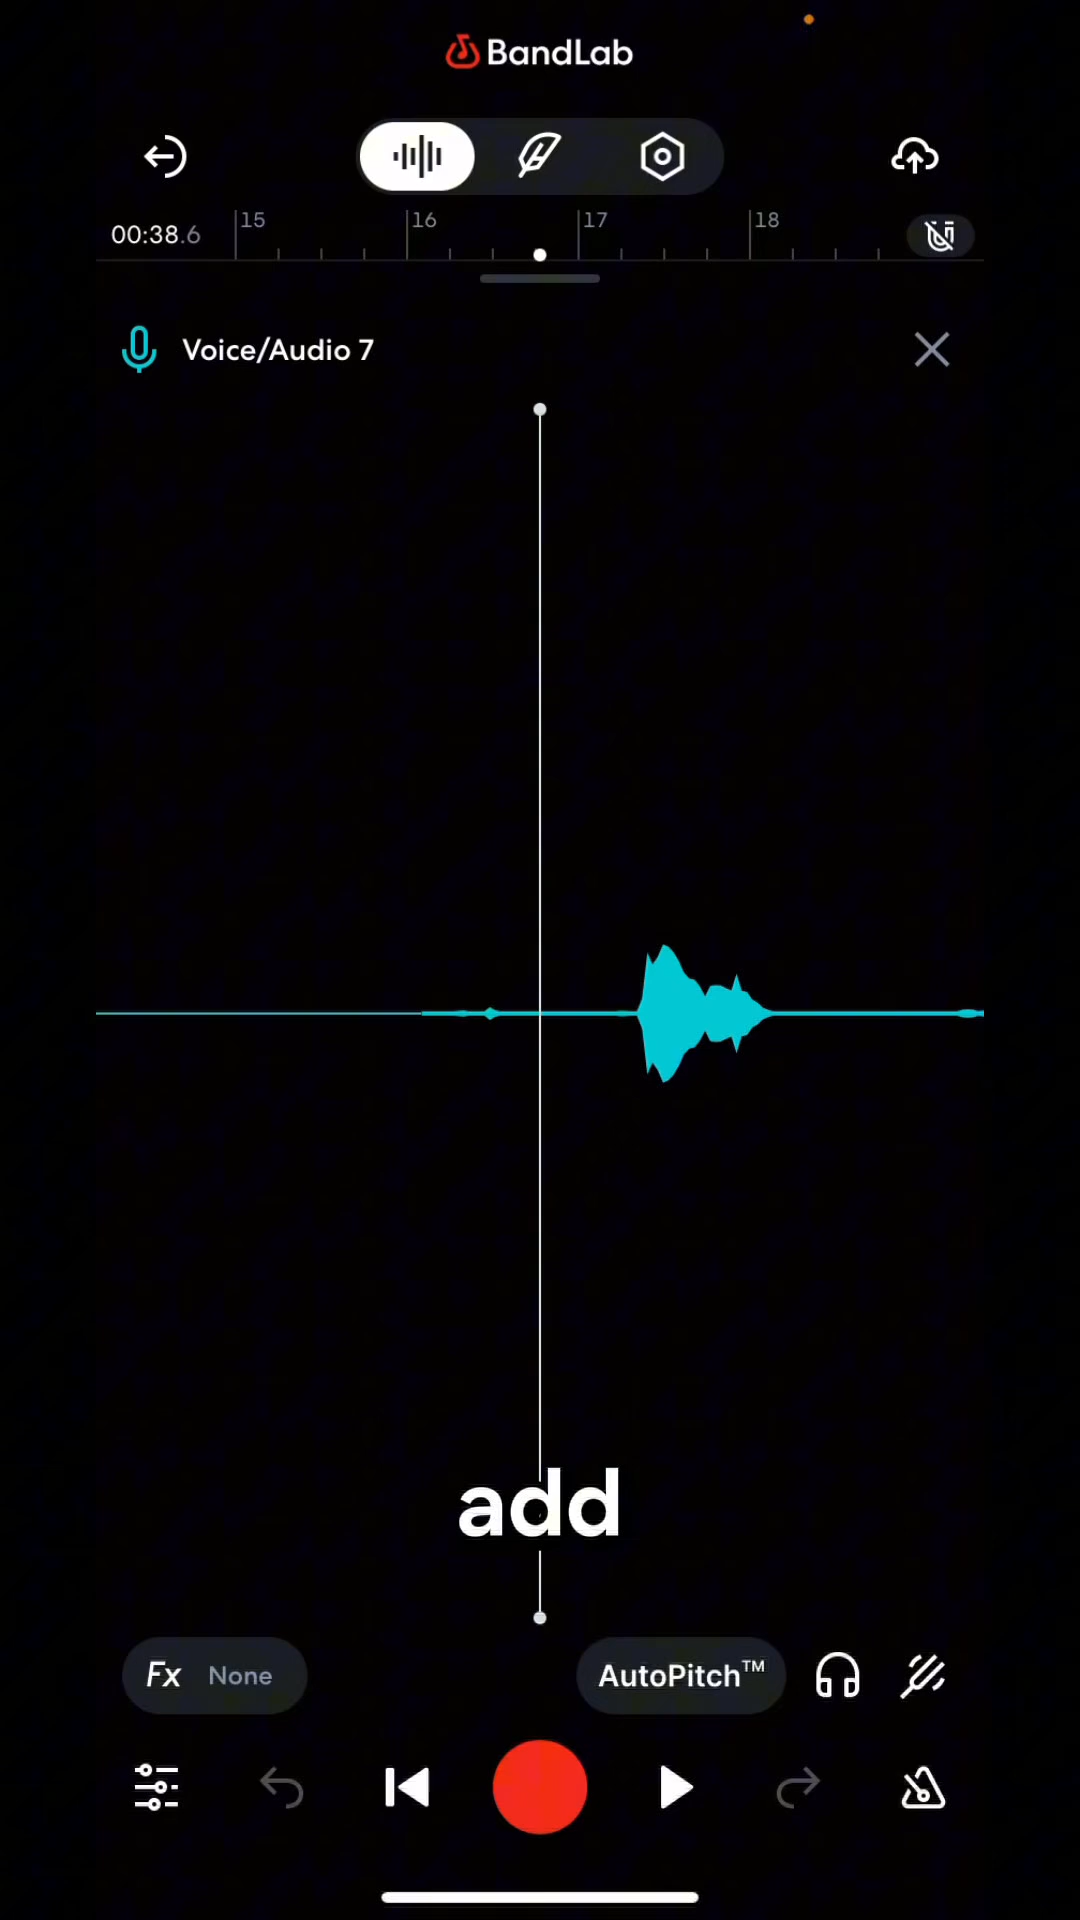 BandLab
00:38.6 15 16 17 18
Voice/Audio 7
add
Fx None AutoPitch™